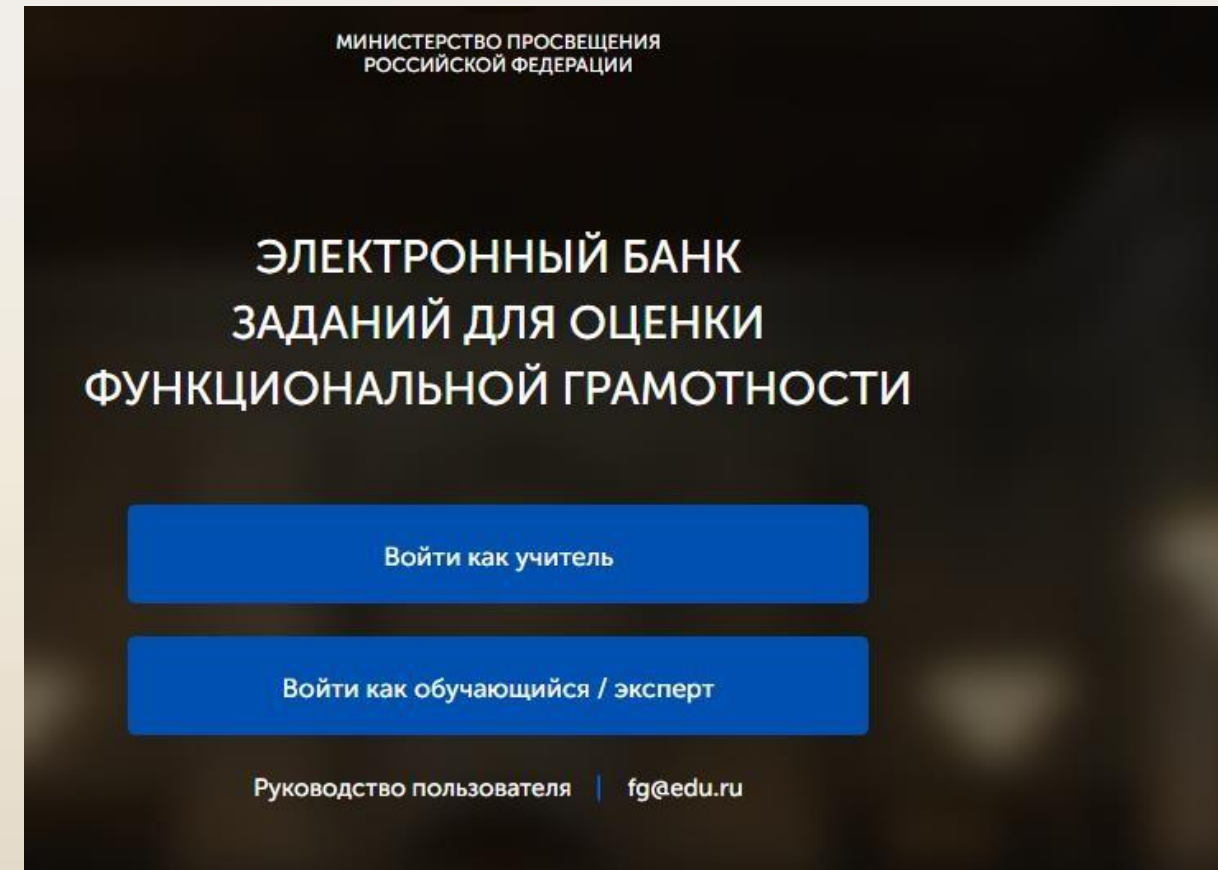 МИНИСТЕРСТВО ПРОСВЕЩЕНИЯ
РОССИЙСКОЙ ФЕДЕРАЦИИ
ЭЛЕКТРОННЫЙ БАНК
ЗАДАНИЙ ДЛЯ ОЦЕНКИ
ФУНКЦИОНАЛЬНОЙ ГРАМОТНОСТИ
Войти как учитель
Войти как обучающийся / эксперт
Руководство пользователя | fg@edu.ru